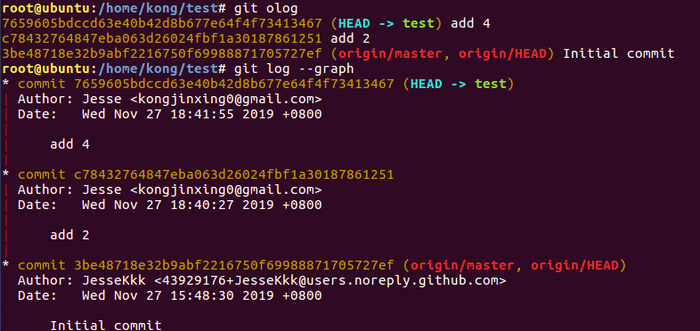 root@ubuntu:/home/kong/test# git olog
7659605bdccd63e40b42d8b677e64f4f73413467 (HEAD -> test) add 4
c78432764847eba063d26024fbf1a30187861251 add 2
3be48718e32b9abf2216750f69988871705727ef (origin/master, origin/HEAD) Initial commit
root@ubuntu:/home/kong/test# git log --graph
* commit 7659605bdccd63e40b42d8b677e64f4f73413467 (HEAD -> test)
| Author: Jesse <kongjinxing0@gmail.com>
| Date:   Wed Nov 27 18:41:55 2019 +0800
|
|     add 4
|
* commit c78432764847eba063d26024fbf1a30187861251
| Author: Jesse <kongjinxing0@gmail.com>
| Date:   Wed Nov 27 18:40:27 2019 +0800
|
|     add 2
|
* commit 3be48718e32b9abf2216750f69988871705727ef (origin/master, origin/HEAD)
  Author: JesseKkk <43929176+JesseKkk@users.noreply.github.com>
  Date:   Wed Nov 27 15:48:30 2019 +0800

      Initial commit